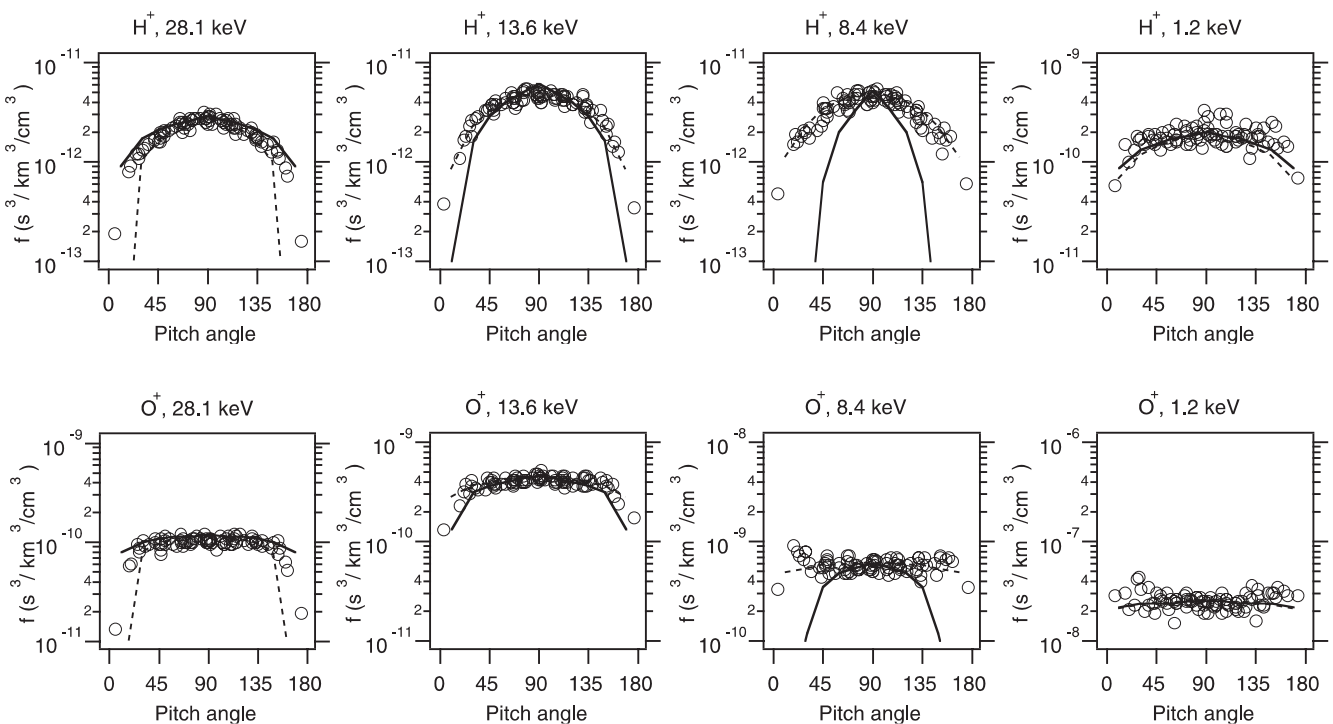 H+, 28.1 keV
f (s3/ km3/cm3 )
10-11
4
2
10-12
4
2
10-13
0 45 90 135 180
Pitch angle
H+, 13.6 keV
f (s3/ km3/cm3 )
10-11
4
2
10-12
4
2
10-13
0 45 90 135 180
Pitch angle
H+, 8.4 keV
f (s3/ km3/cm3 )
10-11
4
2
10-12
4
2
10-13
0 45 90 135 180
Pitch angle
H+, 1.2 keV
f (s3/ km3/cm3 )
10-9
4
2
10-10
4
2
10-11
0 45 90 135 180
Pitch angle
O+, 28.1 keV
f (s3/ km3/cm3 )
10-9
4
2
10-10
4
2
10-11
0 45 90 135 180
Pitch angle
O+, 13.6 keV
f (s3/ km3/cm3 )
10-9
4
2
10-10
4
2
10-11
0 45 90 135 180
Pitch angle
O+, 8.4 keV
f (s3/ km3/cm3 )
10-8
4
2
10-9
4
2
10-10
0 45 90 135 180
Pitch angle
O+, 1.2 keV
f (s3/ km3/cm3 )
10-6
4
2
10-7
4
2
10-8
0 45 90 135 180
Pitch angle